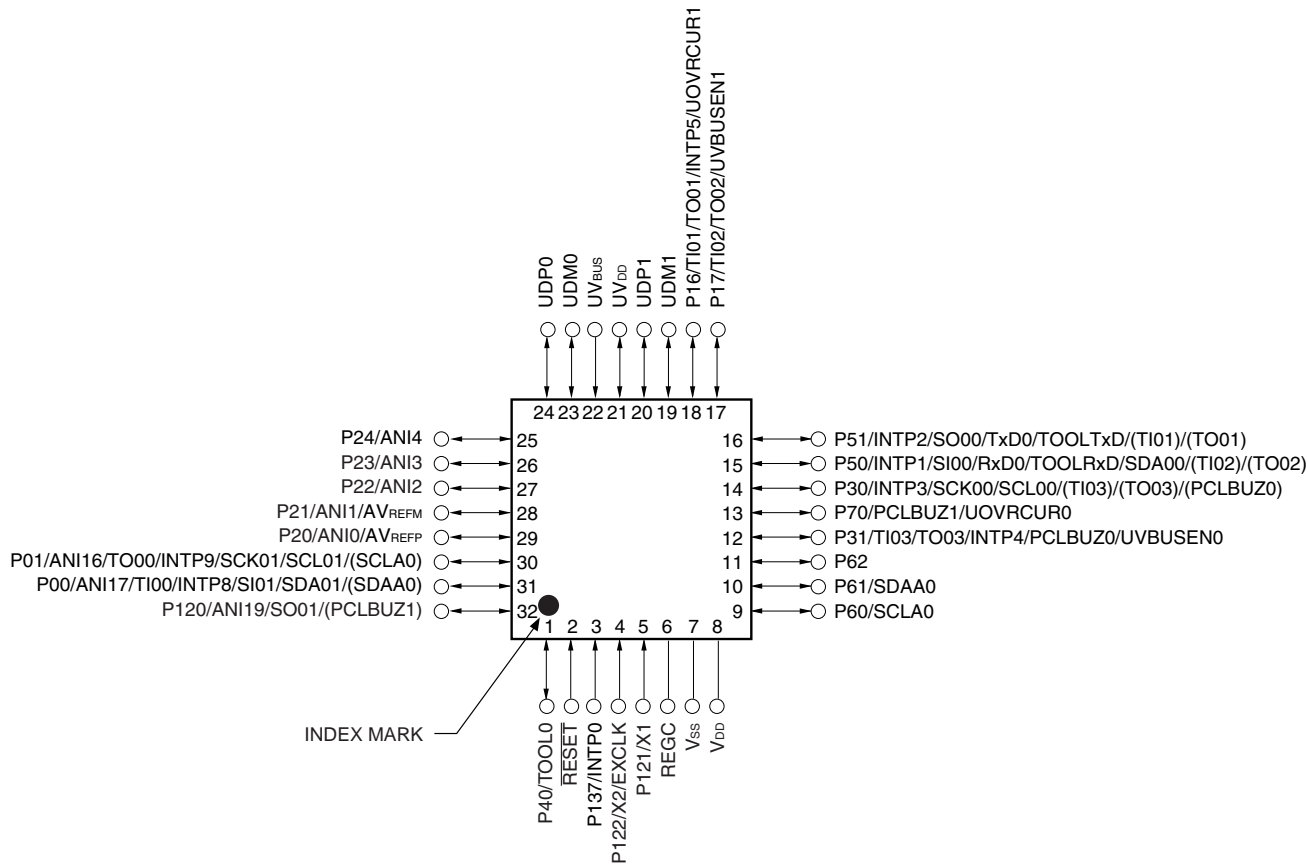 UDP0
UDM0
UVBUS
UVDD
UDP1
UDM1
P16/TI01/TO01/INTP5/UOVRCUR1
P17/TI02/TO02/UVBUSEN1
24 23 22 21 20 19 18 17
P24/ANI4 25
P23/ANI3 26
P22/ANI2 27
P21/ANI1/AVREFM 28
P20/ANI0/AVREFP 29
P01/ANI16/TO00/INTP9/SCK01/SCL01/(SCLA0) 30
P00/ANI17/TI00/INTP8/SI01/SDA01/(SDAA0) 31
P120/ANI19/SO01/(PCLBUZ1) 32
16 P51/INTP2/SO00/TxD0/TOOLTxD/(TI01)/(TO01)
15 P50/INTP1/SI00/RxD0/TOOLRxD/SDA00/(TI02)/(TO02)
14 P30/INTP3/SCK00/SCL00/(TI03)/(TO03)/(PCLBUZ0)
13 P70/PCLBUZ1/UOVRCUR0
12 P31/TI03/TO03/INTP4/PCLBUZ0/UVBUSEN0
11 P62
10 P61/SDAA0
9 P60/SCLA0
1 2 3 4 5 6 7 8
INDEX MARK
P40/TOOL0
RESET
P137/INTP0
P122/X2/EXCLK
P121/X1
REGC
VSS
VDD